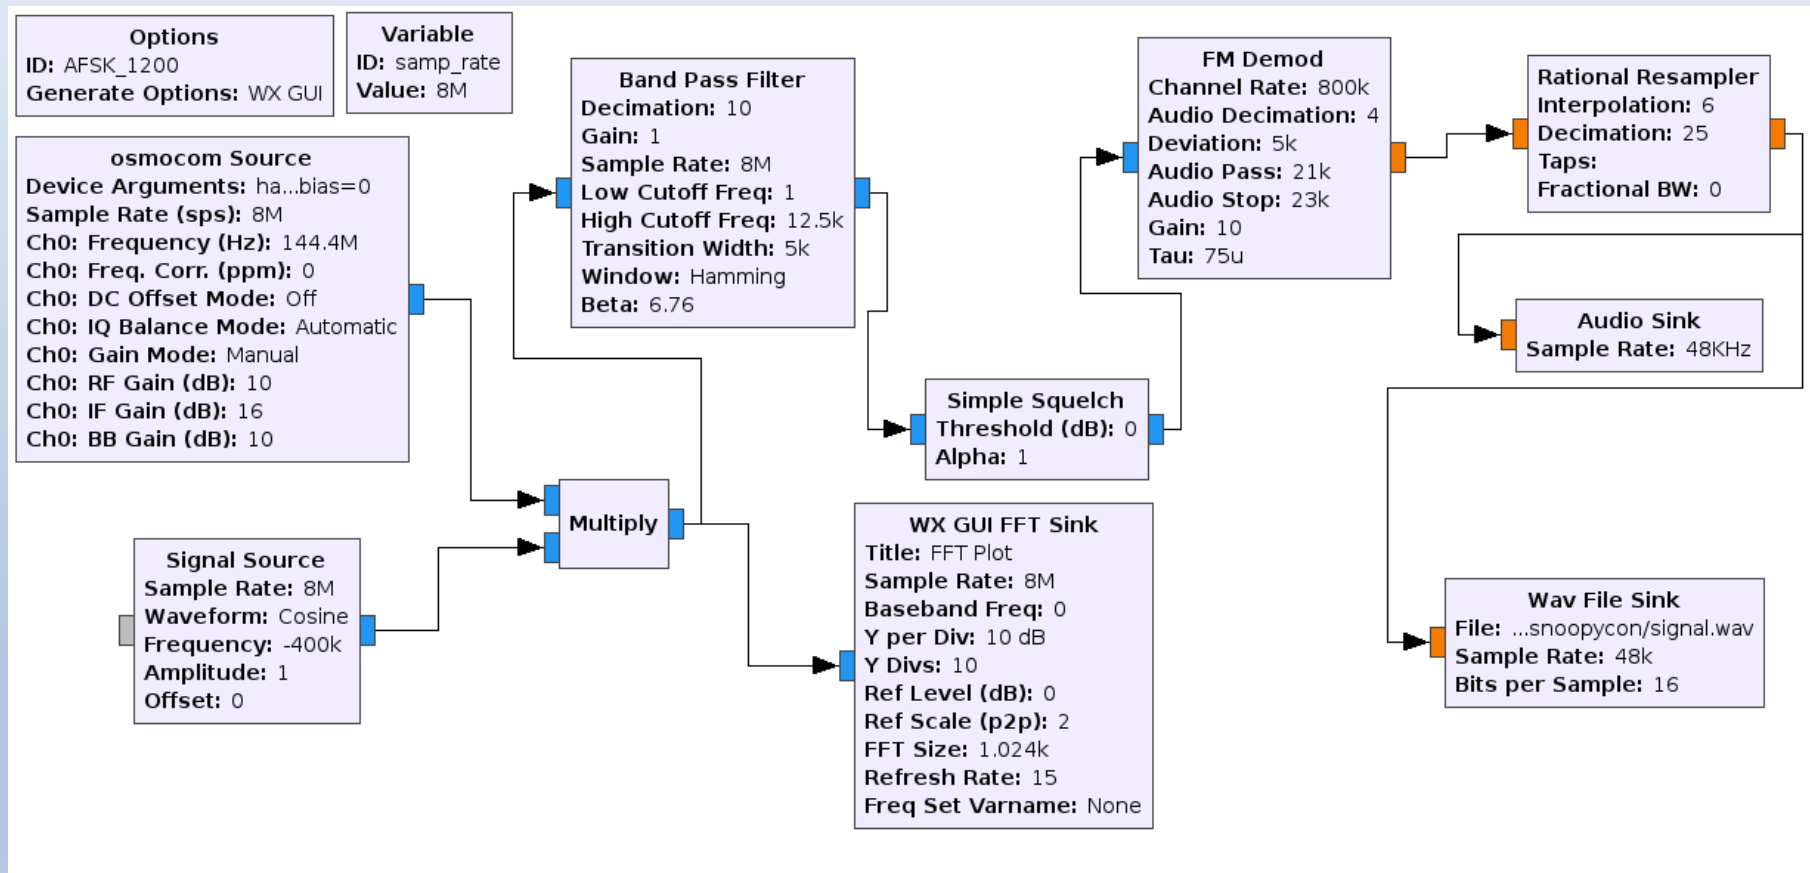 Options
ID: AFSK_1200
Generate Options: WX GUI
Variable
ID: samp_rate
Value: 8M
osmocom Source
Device Arguments: ha...bias=0
Sample Rate (sps): 8M
Ch0: Frequency (Hz): 144.4M
Ch0: Freq. Corr. (ppm): 0
Ch0: DC Offset Mode: Off
Ch0: IQ Balance Mode: Automatic
Ch0: Gain Mode: Manual
Ch0: RF Gain (dB): 10
Ch0: IF Gain (dB): 16
Ch0: BB Gain (dB): 10
Signal Source
Sample Rate: 8M
Waveform: Cosine
Frequency: -400k
Amplitude: 1
Offset: 0
Multiply
Band Pass Filter
Decimation: 10
Gain: 1
Sample Rate: 8M
Low Cutoff Freq: 1
High Cutoff Freq: 12.5k
Transition Width: 5k
Window: Hamming
Beta: 6.76
Simple Squelch
Threshold (dB): 0
Alpha: 1
WX GUI FFT Sink
Title: FFT Plot
Sample Rate: 8M
Baseband Freq: 0
Y per Div: 10 dB
Y Divs: 10
Ref Level (dB): 0
Ref Scale (p2p): 2
FFT Size: 1.024k
Refresh Rate: 15
Freq Set Varname: None
FM Demod
Channel Rate: 800k
Audio Decimation: 4
Deviation: 5k
Audio Pass: 21k
Audio Stop: 23k
Gain: 10
Tau: 75u
Rational Resampler
Interpolation: 6
Decimation: 25
Taps:
Fractional BW: 0
Audio Sink
Sample Rate: 48KHz
Wav File Sink
File: ...snoopycon/signal.wav
Sample Rate: 48k
Bits per Sample: 16